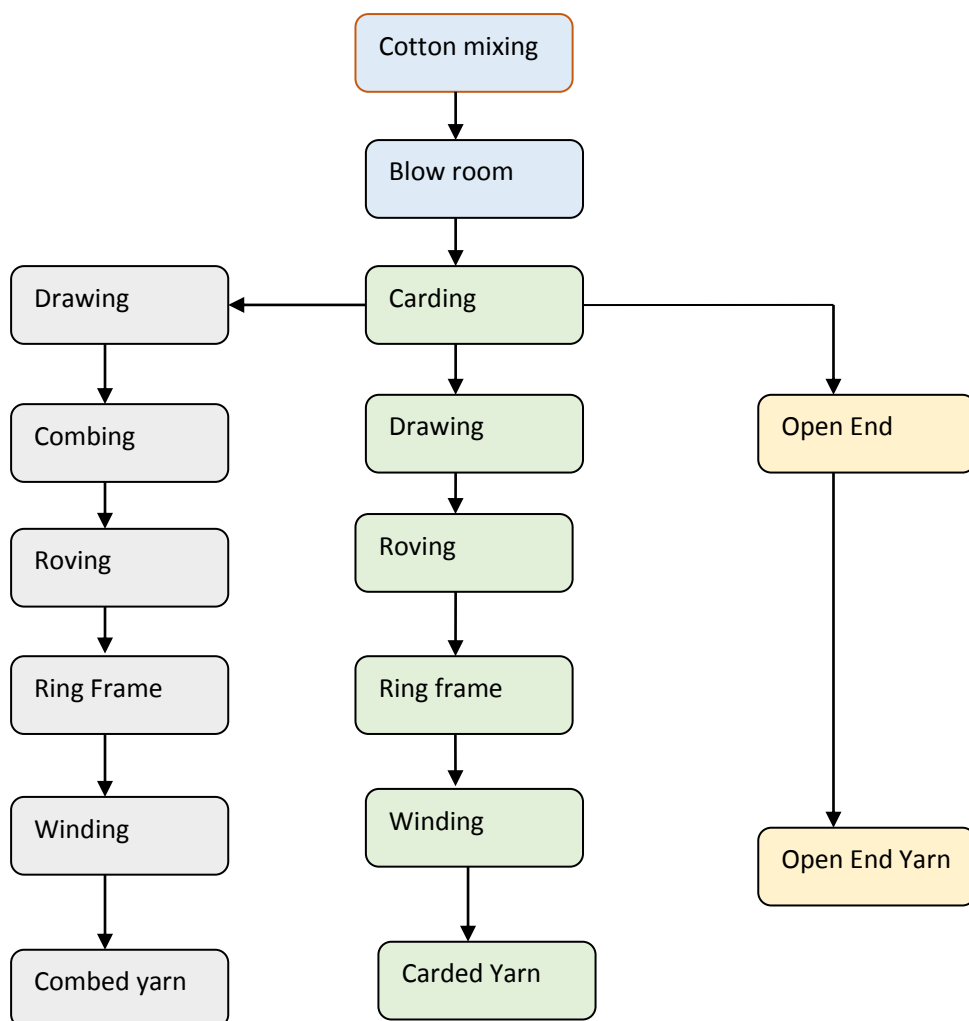 Cotton mixing
Blow room
Drawing
Carding
Combing
Drawing
Open End
Roving
Roving
Ring Frame
Ring frame
Winding
Winding
Open End Yarn
Combed yarn
Carded Yarn